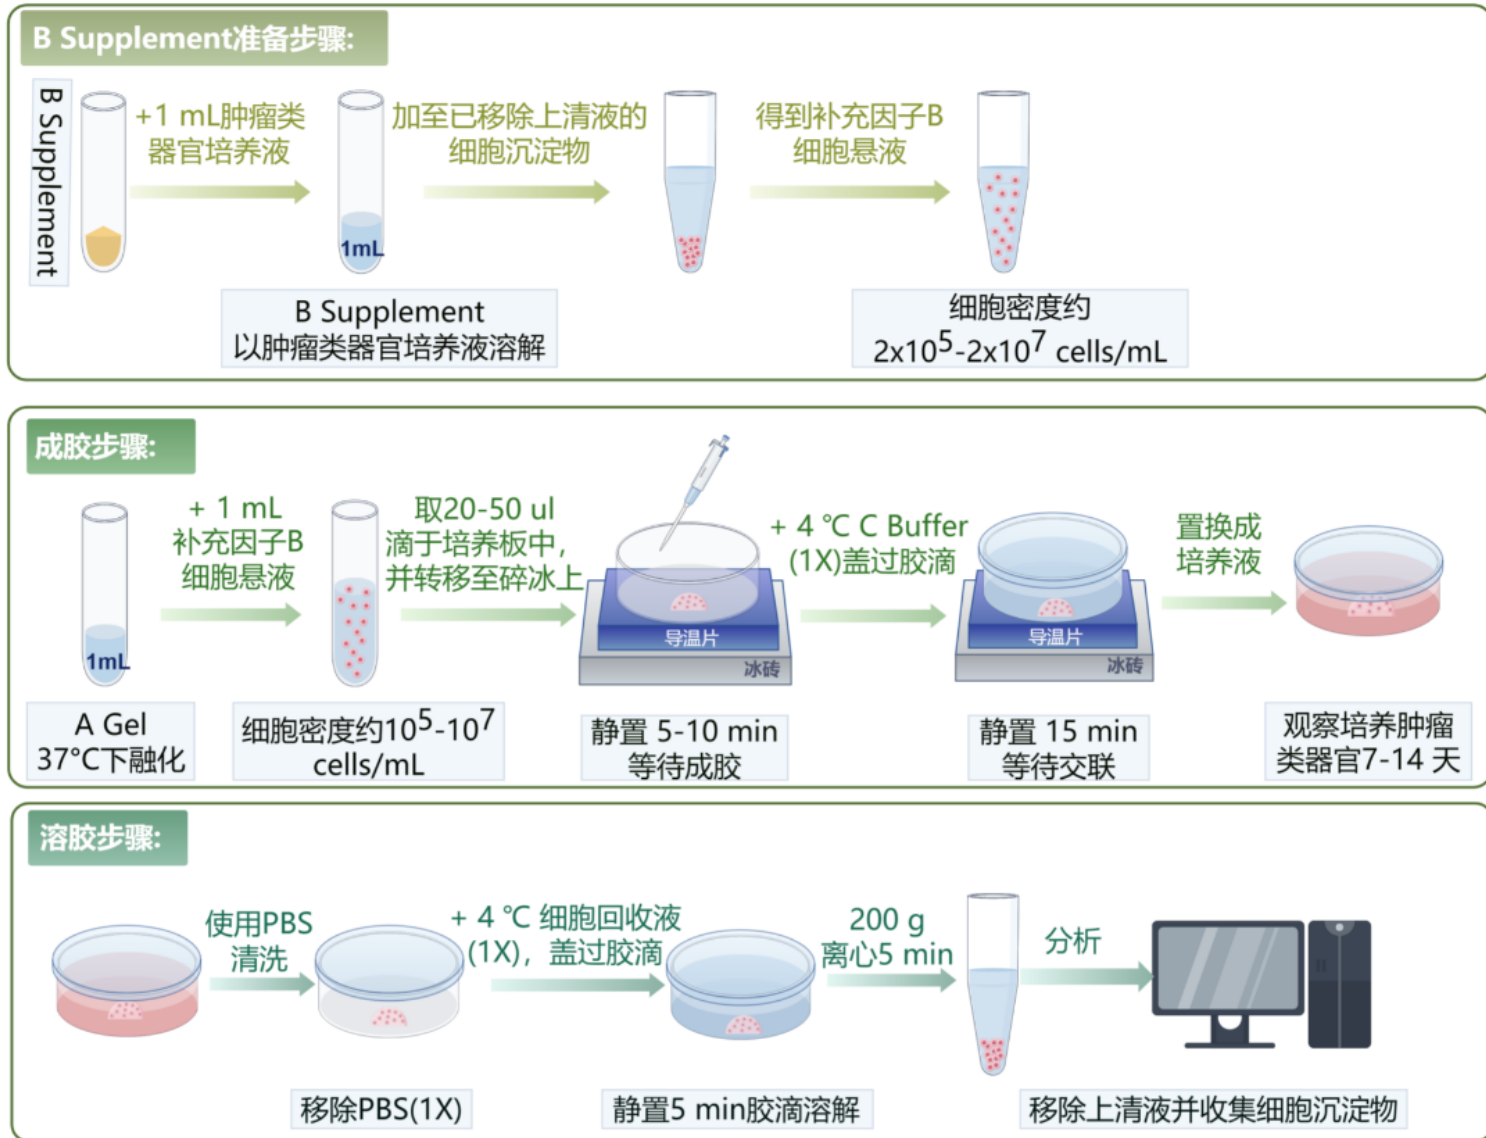 B Supplement准备步骤:
B Supplement
+1 mL肿瘤类
器官培养液
1mL
B Supplement
以肿瘤类器官培养液溶解
加至已移除上清液的
细胞沉淀物
得到补充因子B
细胞悬液
细胞密度约
2x10⁵-2x10⁷ cells/mL
成胶步骤:
1mL
A Gel
37°C下融化
+ 1 mL
补充因子B
细胞悬液
细胞密度约10⁵-10⁷
cells/mL
取20-50 ul
滴于培养板中，
并转移至碎冰上
导温片
冰砖
静置 5-10 min
等待成胶
+ 4 ℃ C Buffer
(1X)盖过胶滴
导温片
冰砖
静置 15 min
等待交联
置换成
培养液
观察培养肿瘤
类器官7-14 天
溶胶步骤:
使用PBS
清洗
移除PBS(1X)
+ 4 ℃ 细胞回收液
(1X)，盖过胶滴
静置5 min胶滴溶解
200 g
离心5 min
移除上清液并收集细胞沉淀物
分析